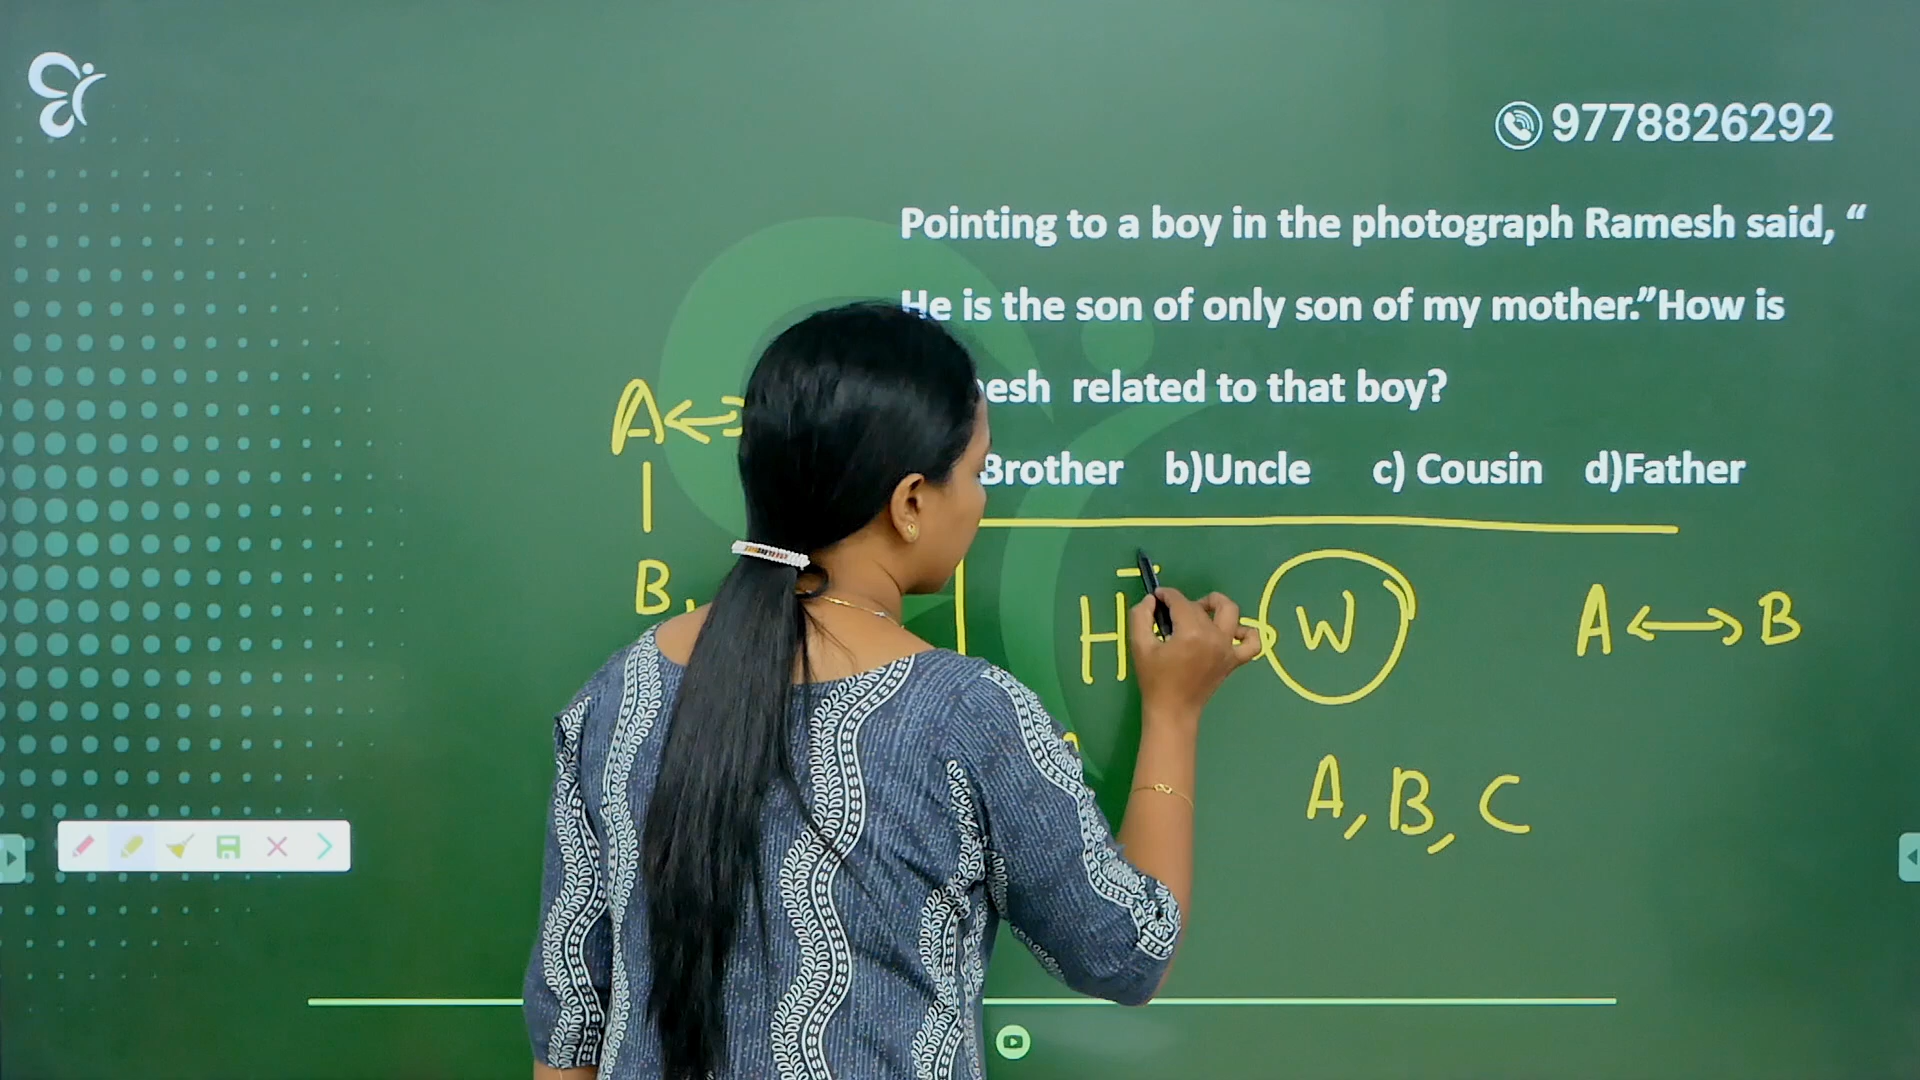 9778826292
Pointing to a boy in the photograph Ramesh said, “
He is the son of only son of my mother.”How is
esh related to that boy?
Brother b)Uncle c) Cousin d)Father
A ↔
B,
H W
A ↔ B
A, B, C